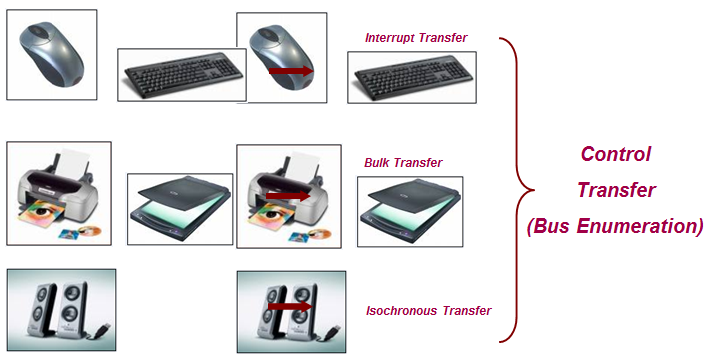 Interrupt Transfer
Bulk Transfer
Isochronous Transfer
Control
Transfer
(Bus Enumeration)